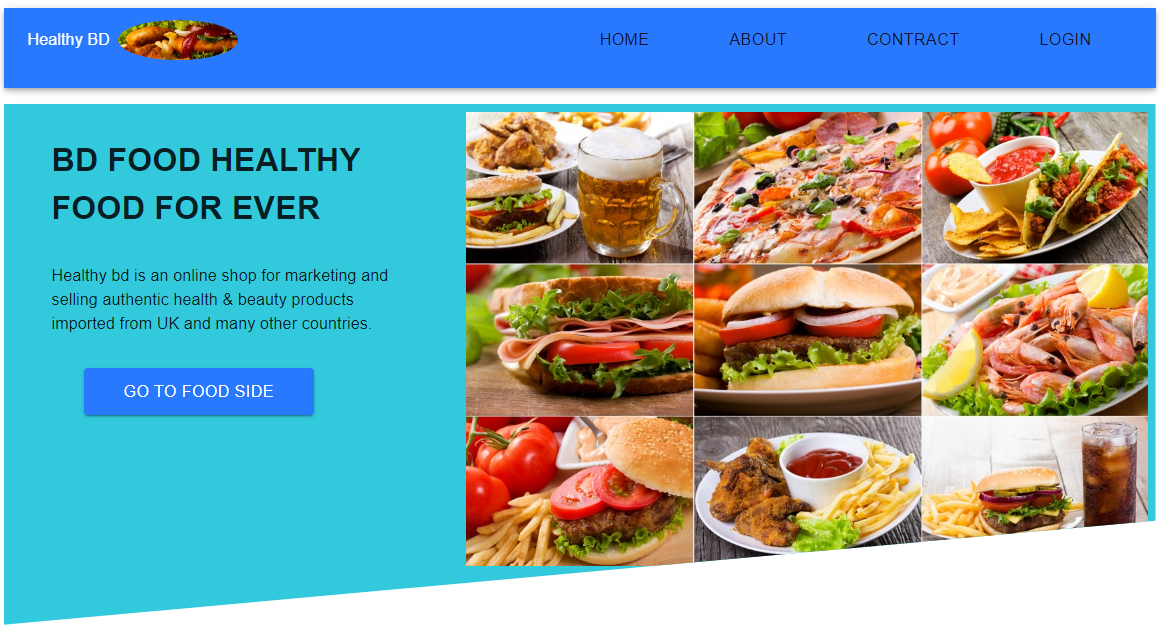 Healthy BD
HOME
ABOUT
CONTRACT
LOGIN
BD FOOD HEALTHY
FOOD FOR EVER
Healthy bd is an online shop for marketing and
selling authentic health & beauty products
imported from UK and many other countries.
GO TO FOOD SIDE